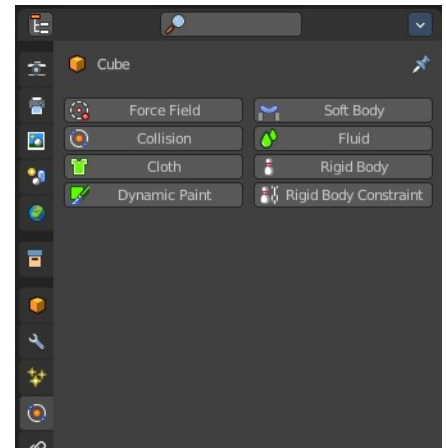 Cube
Force Field Soft Body
Collision Fluid
Cloth Rigid Body
Dynamic Paint Rigid Body Constraint